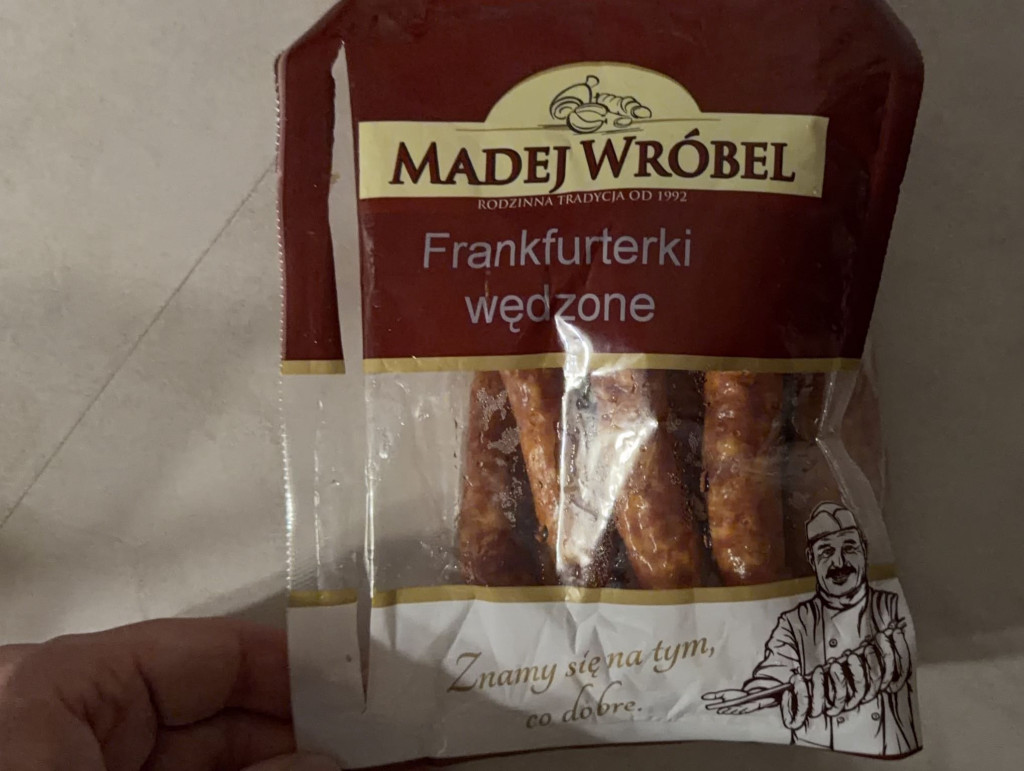 MADEJ WRÓBEL
RODZINNA TRADYCJA OD 1992
Frankfurterki
wędzone
Znamy się na tym,
co dobre.